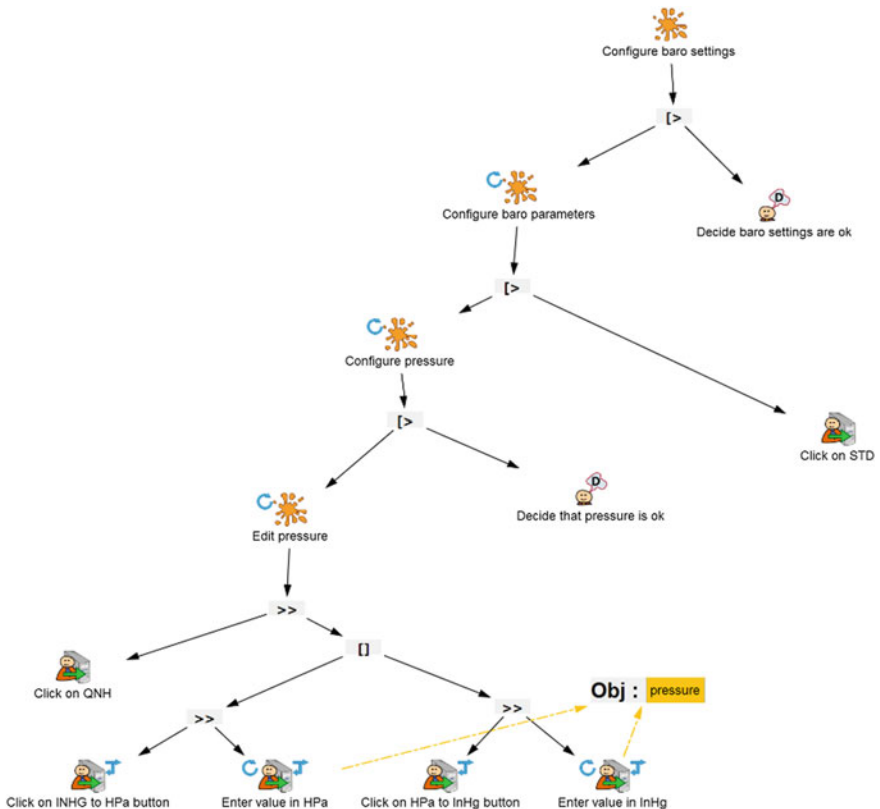 Configure baro settings
[>
D
Configure baro parameters
Decide baro settings are ok
[>
Configure pressure
[>
Click on STD
D
Edit pressure
Decide that pressure is ok
>>
[]
Click on QNH
Obj : pressure
>>
>>
Click on INHG to HPa button
Enter value in HPa
Click on HPa to InHg button
Enter value in InHg